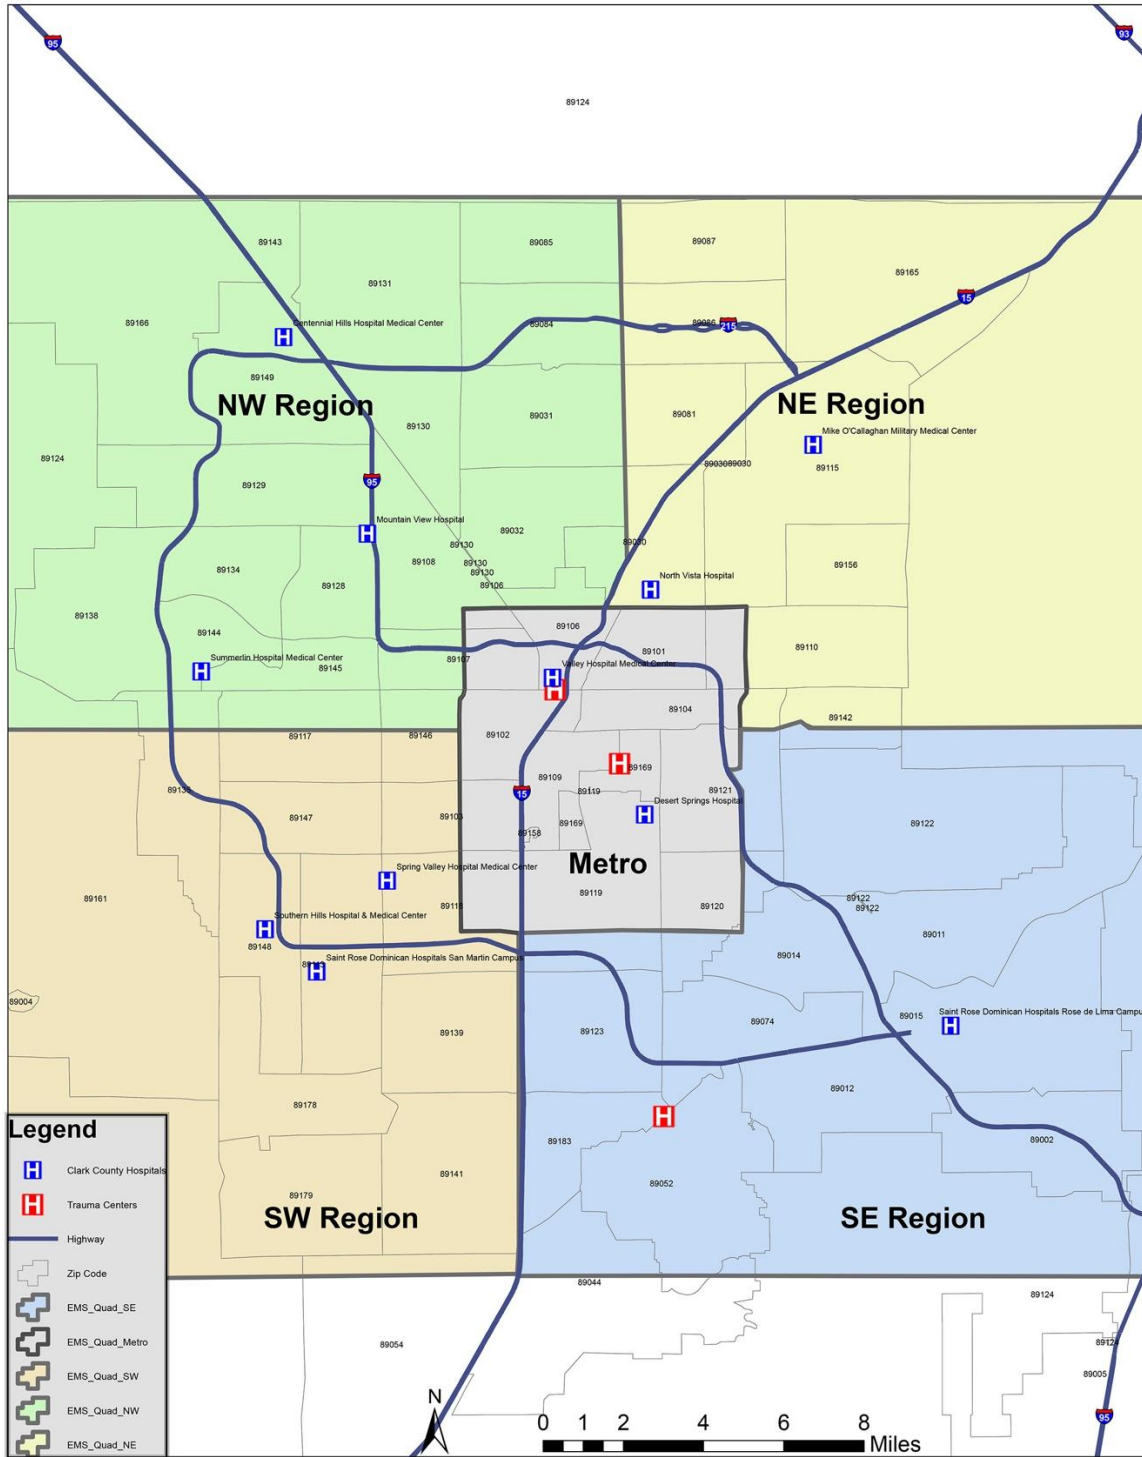 95
93
89124
89143
89085
89087
89131
89165
89166
15
Centennial Hills Hospital Medical Center
H
89084
89086
215
89149
NW Region
NE Region
89031
89081
89130
Mike O'Callaghan Military Medical Center
H
89124
8903089030
89115
95
89129
Mountain View Hospital
H
89032
89130
89030
89108
89130
89130
89134
89128
89106
89156
North Vista Hospital
H
89138
89144
89106
89101
89110
Summerlin Hospital Medical Center
H
89145
89107
Valley Hospital Medical Center
H
H
89104
89142
89117
89146
89102
H
89169
89109
89135
89119
89121
15
Desert Springs Hospital
H
89147
89103
89158
89169
89122
Metro
Spring Valley Hospital Medical Center
H
89161
89119
89118
89120
89122
89122
Southern Hills Hospital & Medical Center
H
89148
89011
89014
Saint Rose Dominican Hospitals San Martin Campus
H
89004
89139
89123
89074
89015
Saint Rose Dominican Hospitals Rose de Lima Campu
H
89012
89178
H
89183
89002
89141
89052
89179
SW Region
SE Region
89044
89124
89054
89124
89005
95
Legend
H Clark County Hospitals
H Trauma Centers
Highway
Zip Code
EMS_Quad_SE
EMS_Quad_Metro
EMS_Quad_SW
EMS_Quad_NW
EMS_Quad_NE
N
0 1 2 4 6 8
Miles